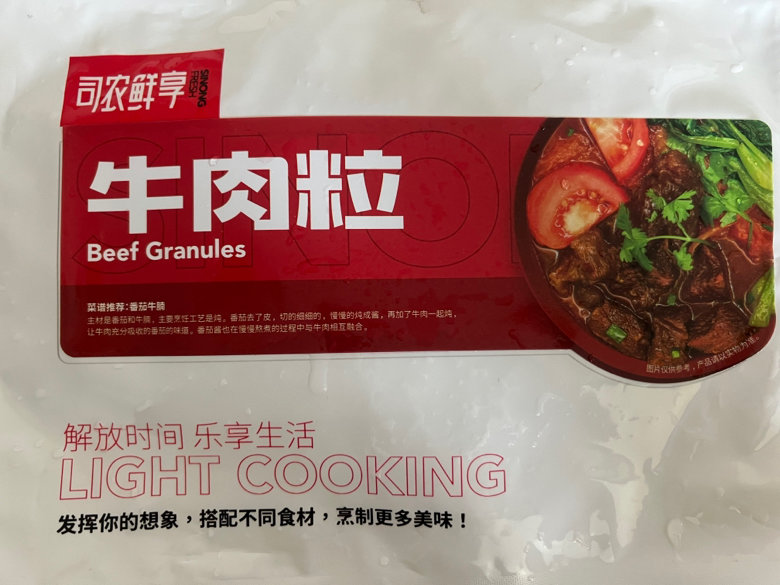 司农鲜享
SINONG
FRESH
SINON
牛肉粒
Beef Granules
菜谱推荐:番茄牛腩
主材是番茄和牛腩，主要烹饪工艺是炖。番茄去了皮，切的细细的，慢慢的炖成酱，再加了牛肉一起炖，
让牛肉充分吸收的番茄的味道。番茄酱也在慢慢熬煮的过程中与牛肉相互融合。
图片仅供参考，产品请以实物为准。
解放时间 乐享生活
LIGHT COOKING
发挥你的想象，搭配不同食材，烹制更多美味！